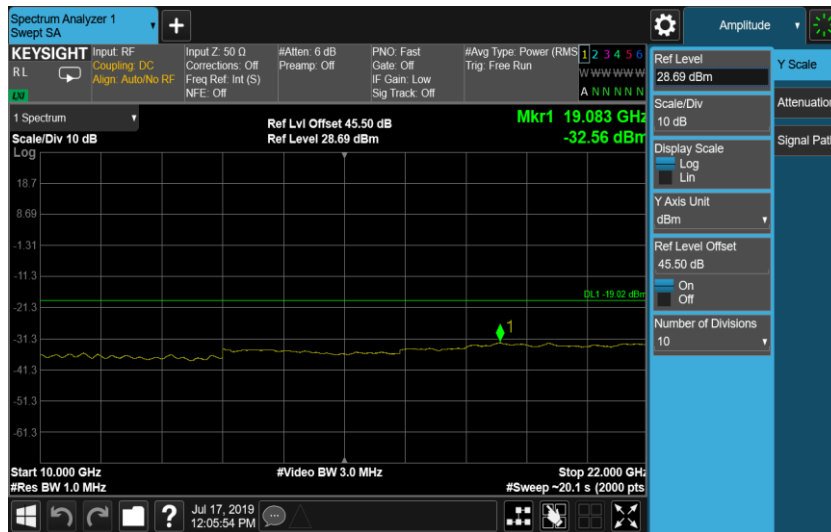 Spectrum Analyzer 1
Swept SA
Amplitude
KEYSIGHT
RL
LXI
Input: RF
Coupling: DC
Align: Auto/No RF
Input Z: 50 Ω
Corrections: Off
Freq Ref: Int (S)
NFE: Off
#Atten: 6 dB
Preamp: Off
PNO: Fast
Gate: Off
IF Gain: Low
Sig Track: Off
#Avg Type: Power (RMS
Trig: Free Run
1 2 3 4 5 6
W W W W W W
A N N N N N
1 Spectrum
Scale/Div 10 dB
Ref Lvl Offset 45.50 dB
Ref Level 28.69 dBm
Mkr1 19.083 GHz
-32.56 dBm
Log
18.7
8.69
-1.31
-11.3
-21.3
-31.3
-41.3
-51.3
-61.3
DL1 -19.02 dBm
1
Start 10.000 GHz
#Res BW 1.0 MHz
#Video BW 3.0 MHz
Stop 22.000 GHz
#Sweep ~20.1 s (2000 pts
Ref Level
28.69 dBm
Scale/Div
10 dB
Display Scale
Log
Lin
Y Axis Unit
dBm
Ref Level Offset
45.50 dB
On
Off
Number of Divisions
10
Y Scale
Attenuation
Signal Pat
?
Jul 17, 2019
12:05:54 PM